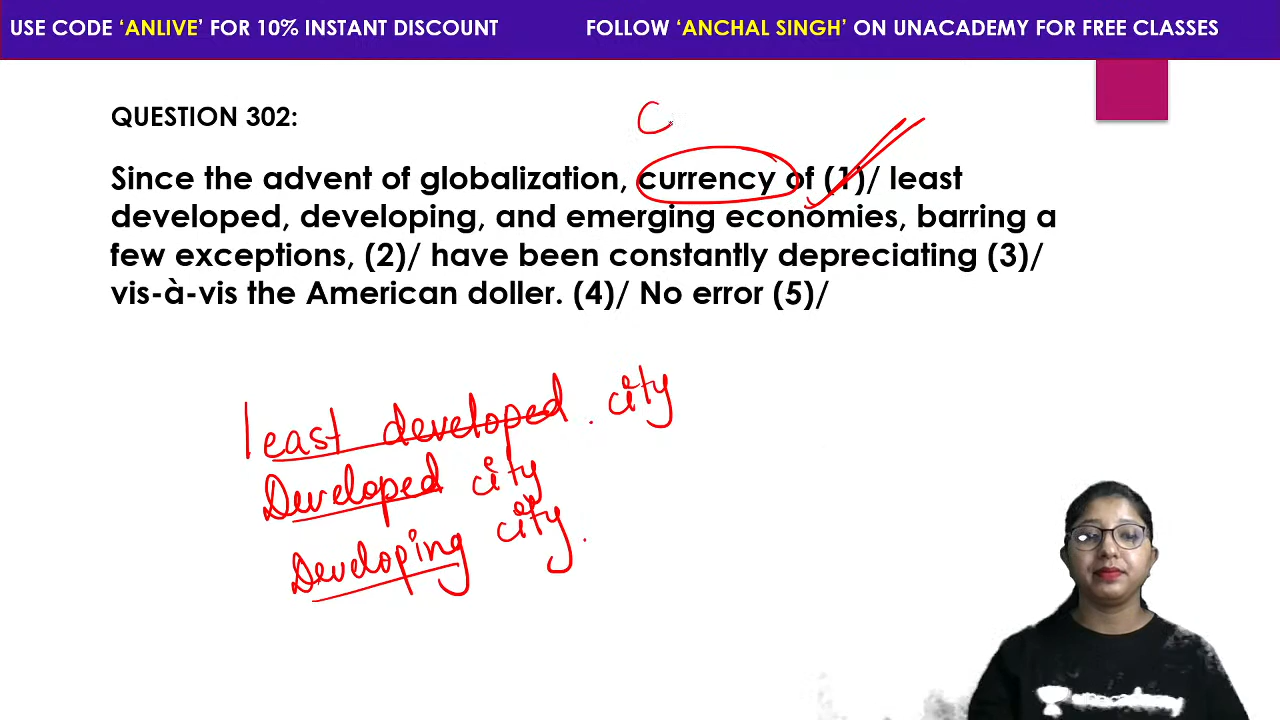 USE CODE ‘ANLIVE’ FOR 10% INSTANT DISCOUNT FOLLOW ‘ANCHAL SINGH’ ON UNACADEMY FOR FREE CLASSES
QUESTION 302:
C
Since the advent of globalization, currency of (1)/ least
developed, developing, and emerging economies, barring a
few exceptions, (2)/ have been constantly depreciating (3)/
vis-à-vis the American doller. (4)/ No error (5)/
least developed. city
Developed city
Developing city.
unacademy